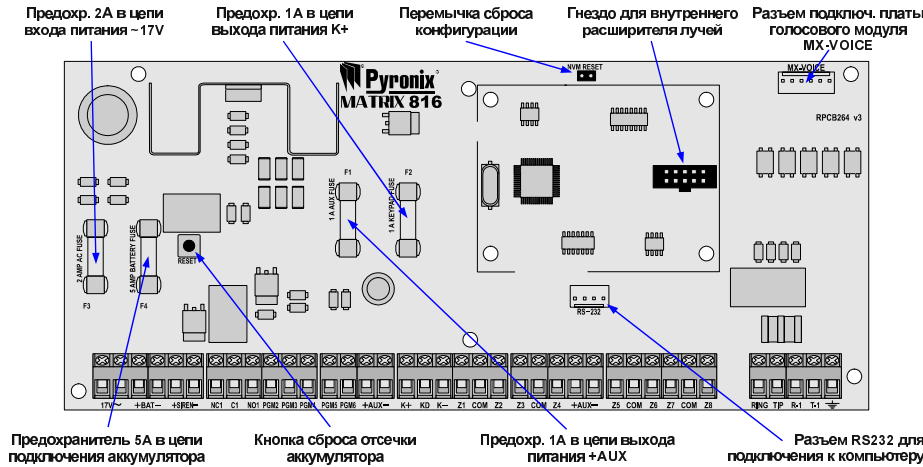 Предохр. 2А в цепи
входа питания ~17V
Предохр. 1А в цепи
выхода питания K+
Перемычка сброса
конфигурации
Гнездо для внутреннего
расширителя лучей
Разъем подключ. платы
голосового модуля
MX-VOICE
NVM RESET
MX-VOICE
Pyronix
MATRIX 816
RPCB264 v3
F1
F2
1 A AUX FUSE
1 A KEYPAD FUSE
2 AMP AC FUSE
5 AMP BATTERY FUSE
RESET
F3
F4
RS-232
17V~ +BAT– +SIREN– NC1 C1 NO1 PGM2 PGM3 PGM4 PGM5 PGM6 +AUX– K+ KD K– Z1 COM Z2 Z3 COM Z4 +AUX– Z5 COM Z6 Z7 COM Z8 RING TIP R-1 T-1
Предохранитель 5А в цепи
подключения аккумулятора
Кнопка сброса отсечки
аккумулятора
Предохр. 1А в цепи выхода
питания +AUX
Разъем RS232 для
подключения к компьютеру